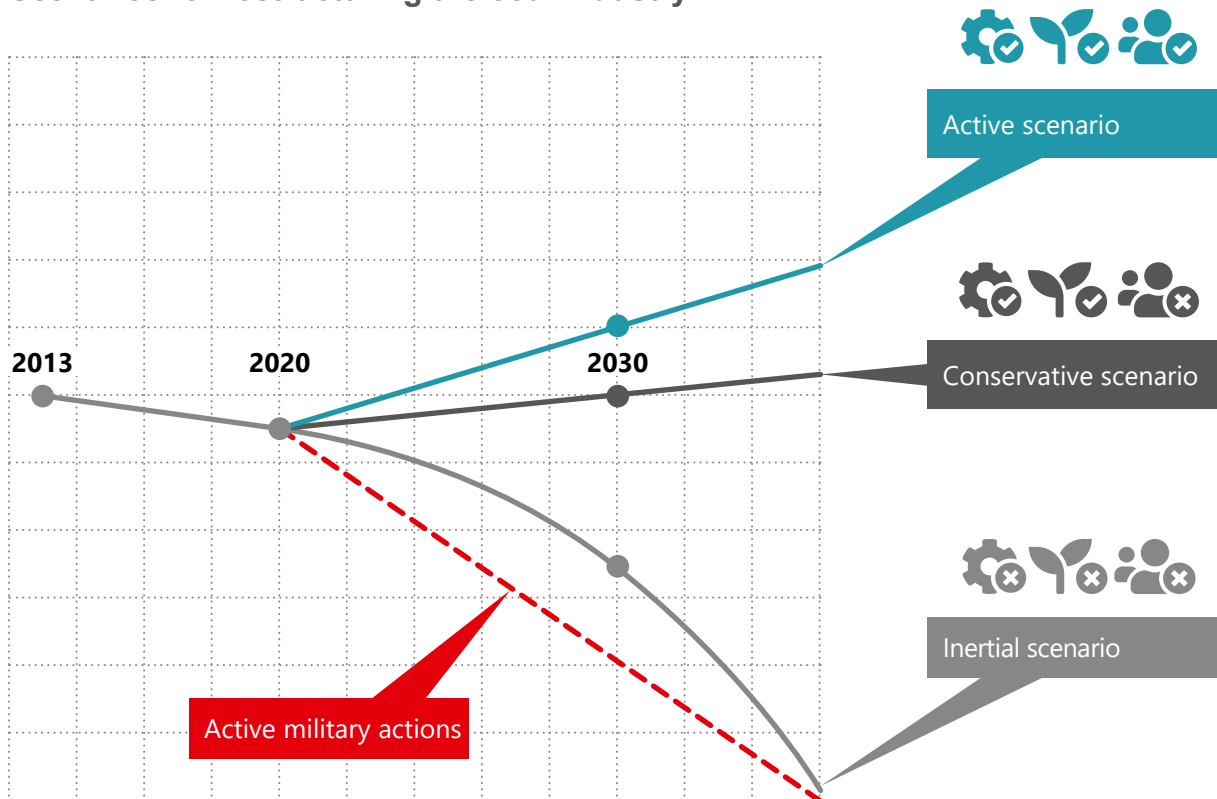 Active scenario
2013
2020
2030
Conservative scenario
Inertial scenario
Active military actions